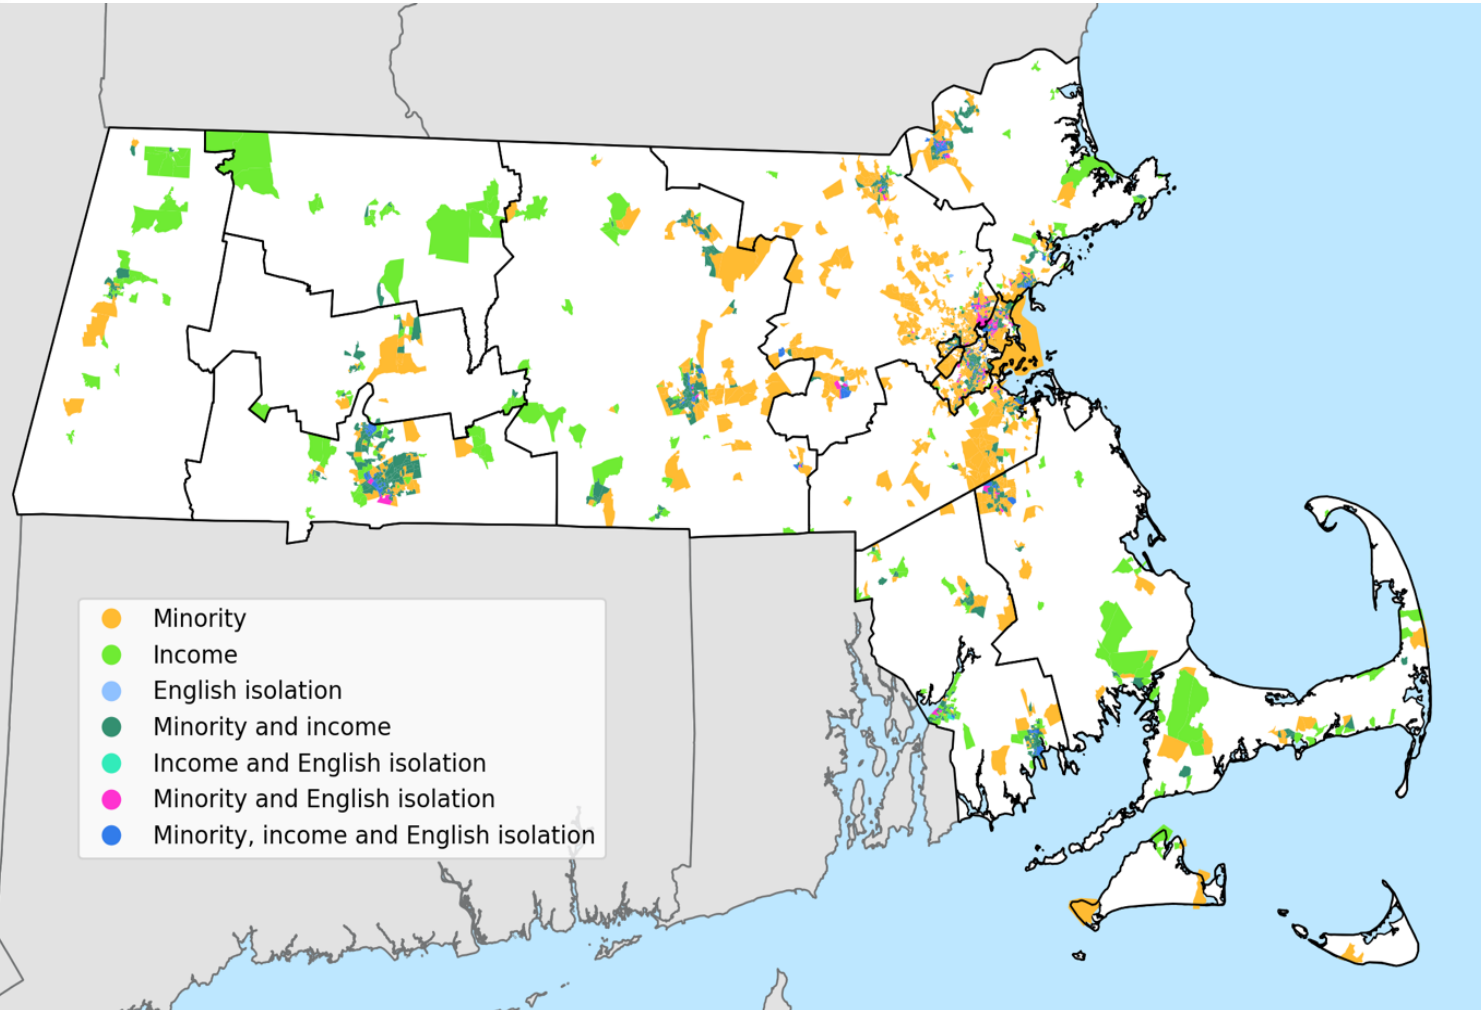 Minority
Income
English isolation
Minority and income
Income and English isolation
Minority and English isolation
Minority, income and English isolation